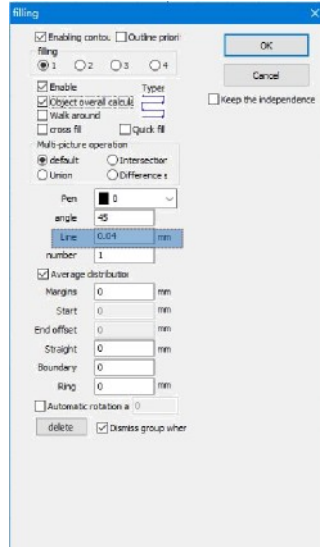 filling
Enabling contou Outline priori
filling
1 2 3 4
Enable Typer
Object overall calcula
Walk around
cross fil Quick fil
Multi-picture operation
default Intersection
Union Difference s
Pen 0
angle 45
Line 0.04 mm
number 1
Average distribution
Margins 0 mm
Start 0 mm
End offset 0 mm
Straight 0 mm
Boundary 0
Ring 0 mm
Automatic rotation a 0
delete Dismiss group wher
OK
Cancel
Keep the independence